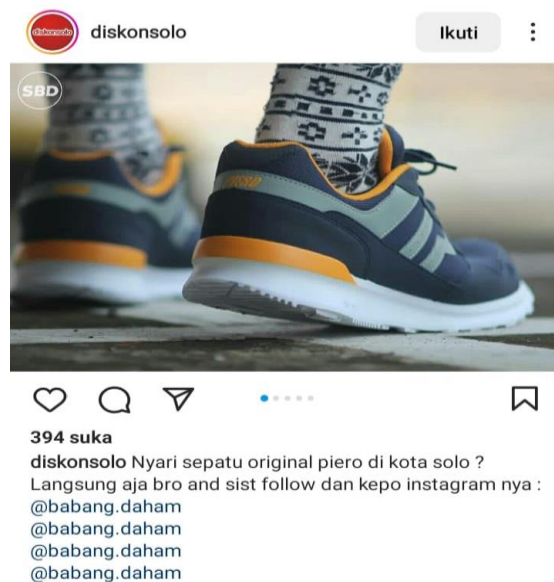 diskonsolo
diskonsolo
Ikuti
SBD
394 suka
diskonsolo Nyari sepatu original piero di kota solo ?
Langsung aja bro and sist follow dan kepo instagram nya :
@babang.daham
@babang.daham
@babang.daham
@babang.daham